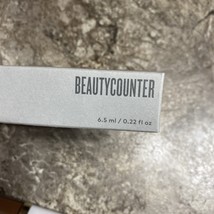 BEAUTYCOUNTER
6.5 ml / 0.22 fl oz